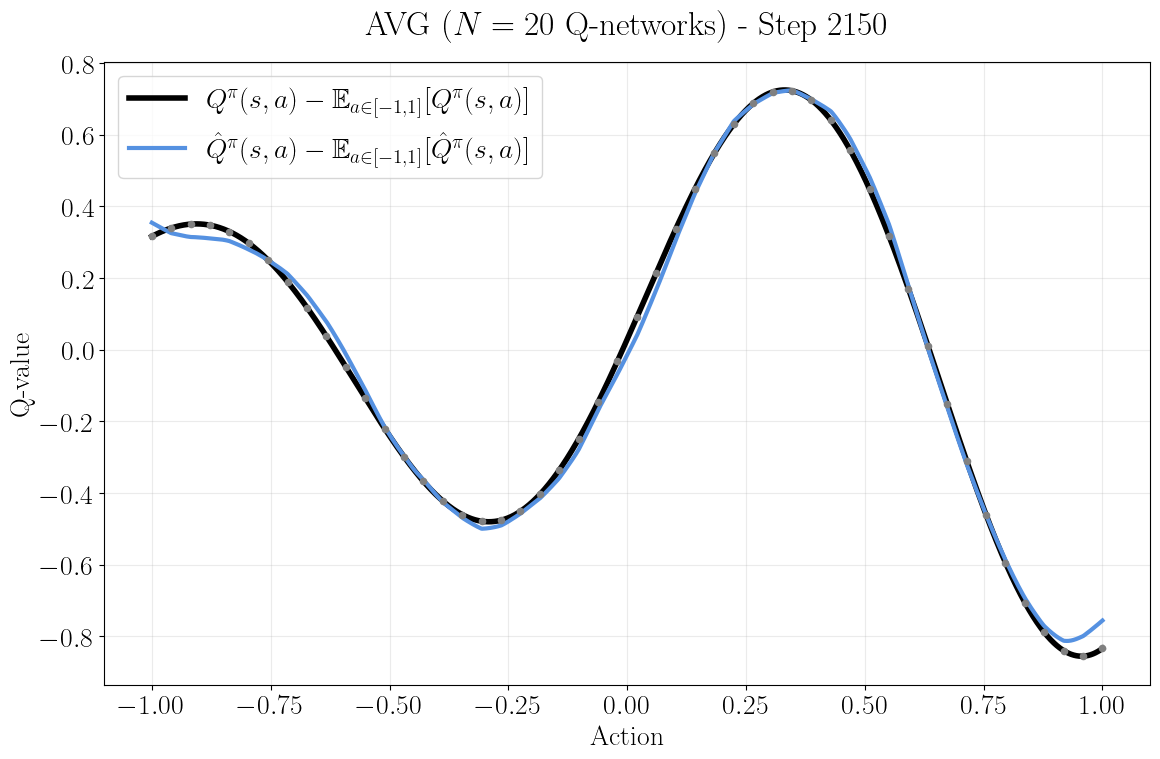 AVG (N = 20 Q-networks) - Step 2150
Q^π(s, a) − 𝔼_{a∈[−1,1]}[Q^π(s, a)]
Q̂^π(s, a) − 𝔼_{a∈[−1,1]}[Q̂^π(s, a)]
Q-value
0.8
0.6
0.4
0.2
0.0
−0.2
−0.4
−0.6
−0.8
−1.00 −0.75 −0.50 −0.25 0.00 0.25 0.50 0.75 1.00
Action